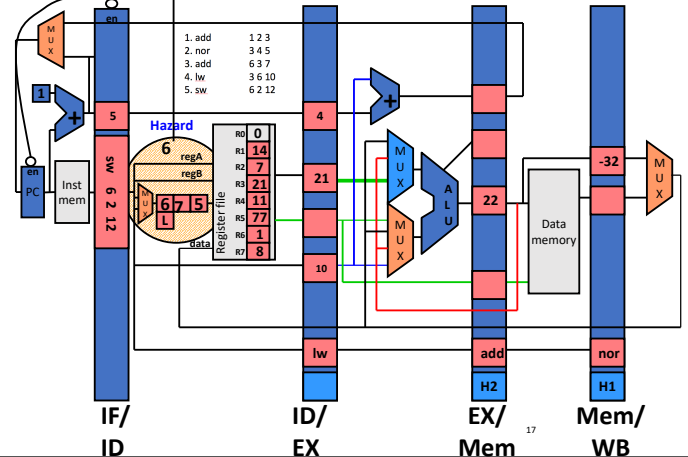 en
M U X
1. add 1 2 3
2. nor 3 4 5
3. add 6 3 7
4. lw 3 6 10
5. sw 6 2 12
1
+
+
5
4
Hazard
6
regA
regB
en
PC
Inst mem
sw 6 2 12
M U X
6 7 5
L
data
Register file
R0 0
R1 14
R2 7
R3 21
R4 11
R5 77
R6 1
R7 8
21
10
M U X
M U X
A L U
22
Data memory
-32
M U X
lw
add
nor
H2
H1
IF/ ID
ID/ EX
EX/ Mem
17
Mem/ WB